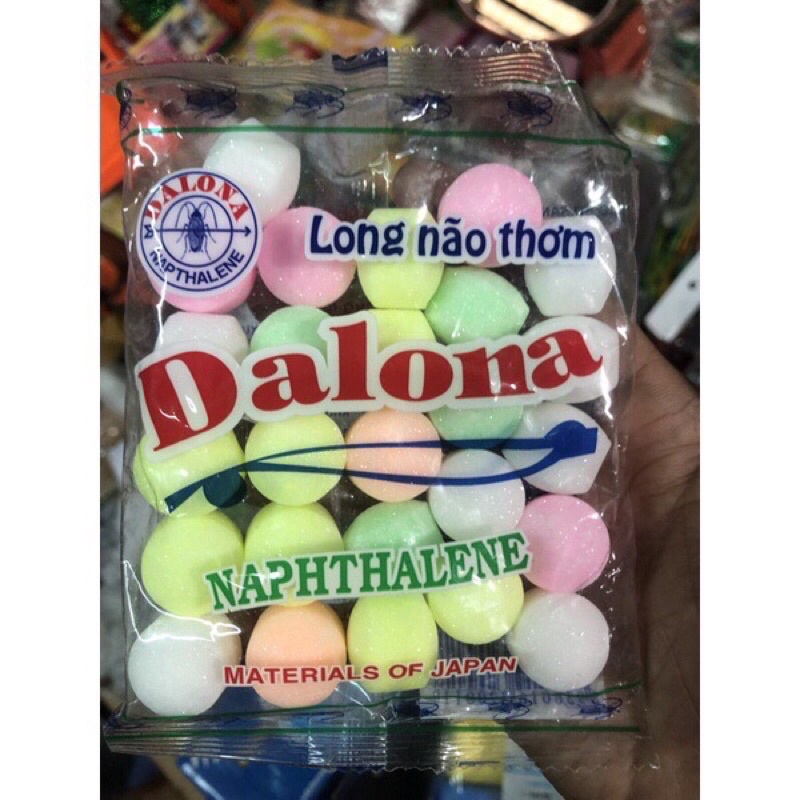 DALONA
NAPTHALENE
Long não thơm
Dalona
NAPHTHALENE
MATERIALS OF JAPAN